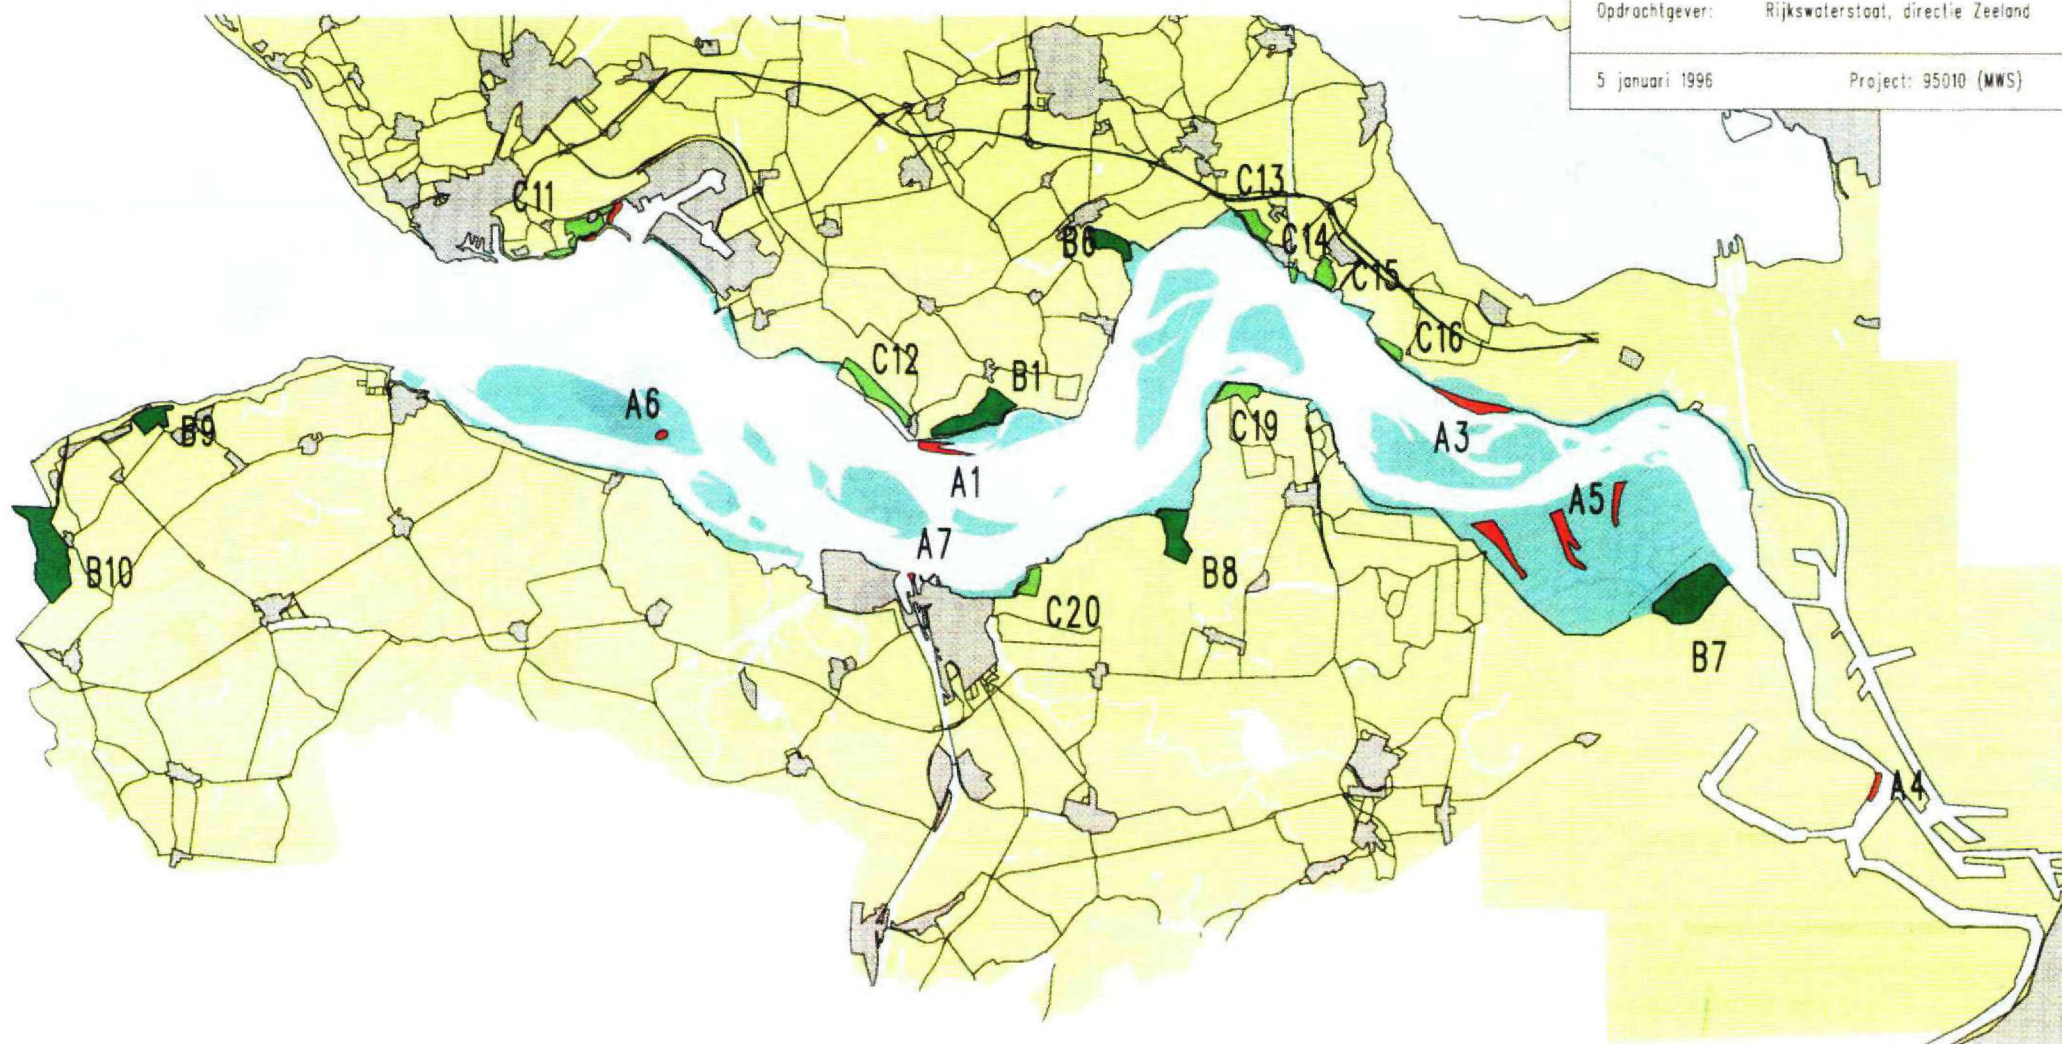 Opdrachtgever: Rijkswaterstaat, directie Zeeland
5 januari 1996 Project: 95010 (MWS)
C11
C13
B6
C14
C15
C16
C12
B1
A6
B9
C19
A3
A1
A5
A7
B10
B8
C20
B7
A4